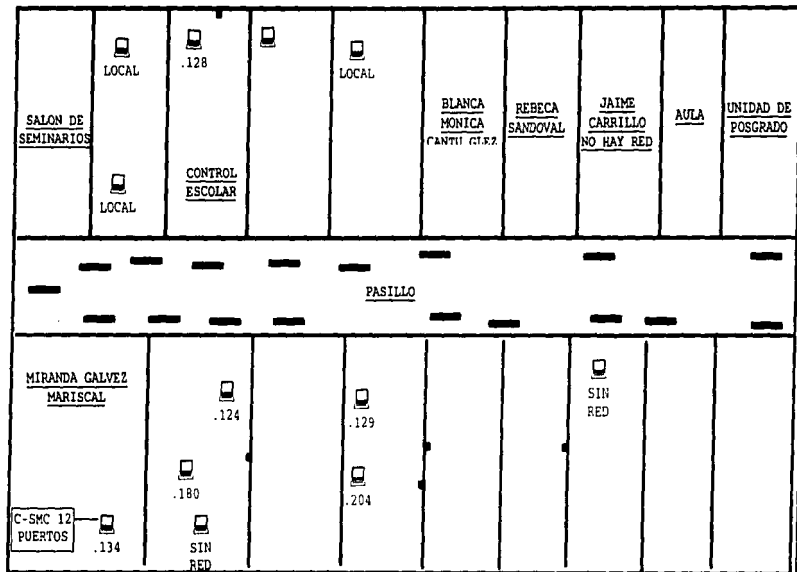 LOCAL
.128
LOCAL
SALON DE
SEMINARIOS
LOCAL
CONTROL
ESCOLAR
BLANCA
MONICA
CANTU GLEZ
REBECA
SANDOVAL
JAIME
CARRILLO
NO HAY RED
AULA
UNIDAD DE
POSGRADO
PASILLO
MIRANDA GALVEZ
MARISCAL
.124
.180
.129
.204
SIN
RED
C-SMC 12
PUERTOS
.134
SIN
RED